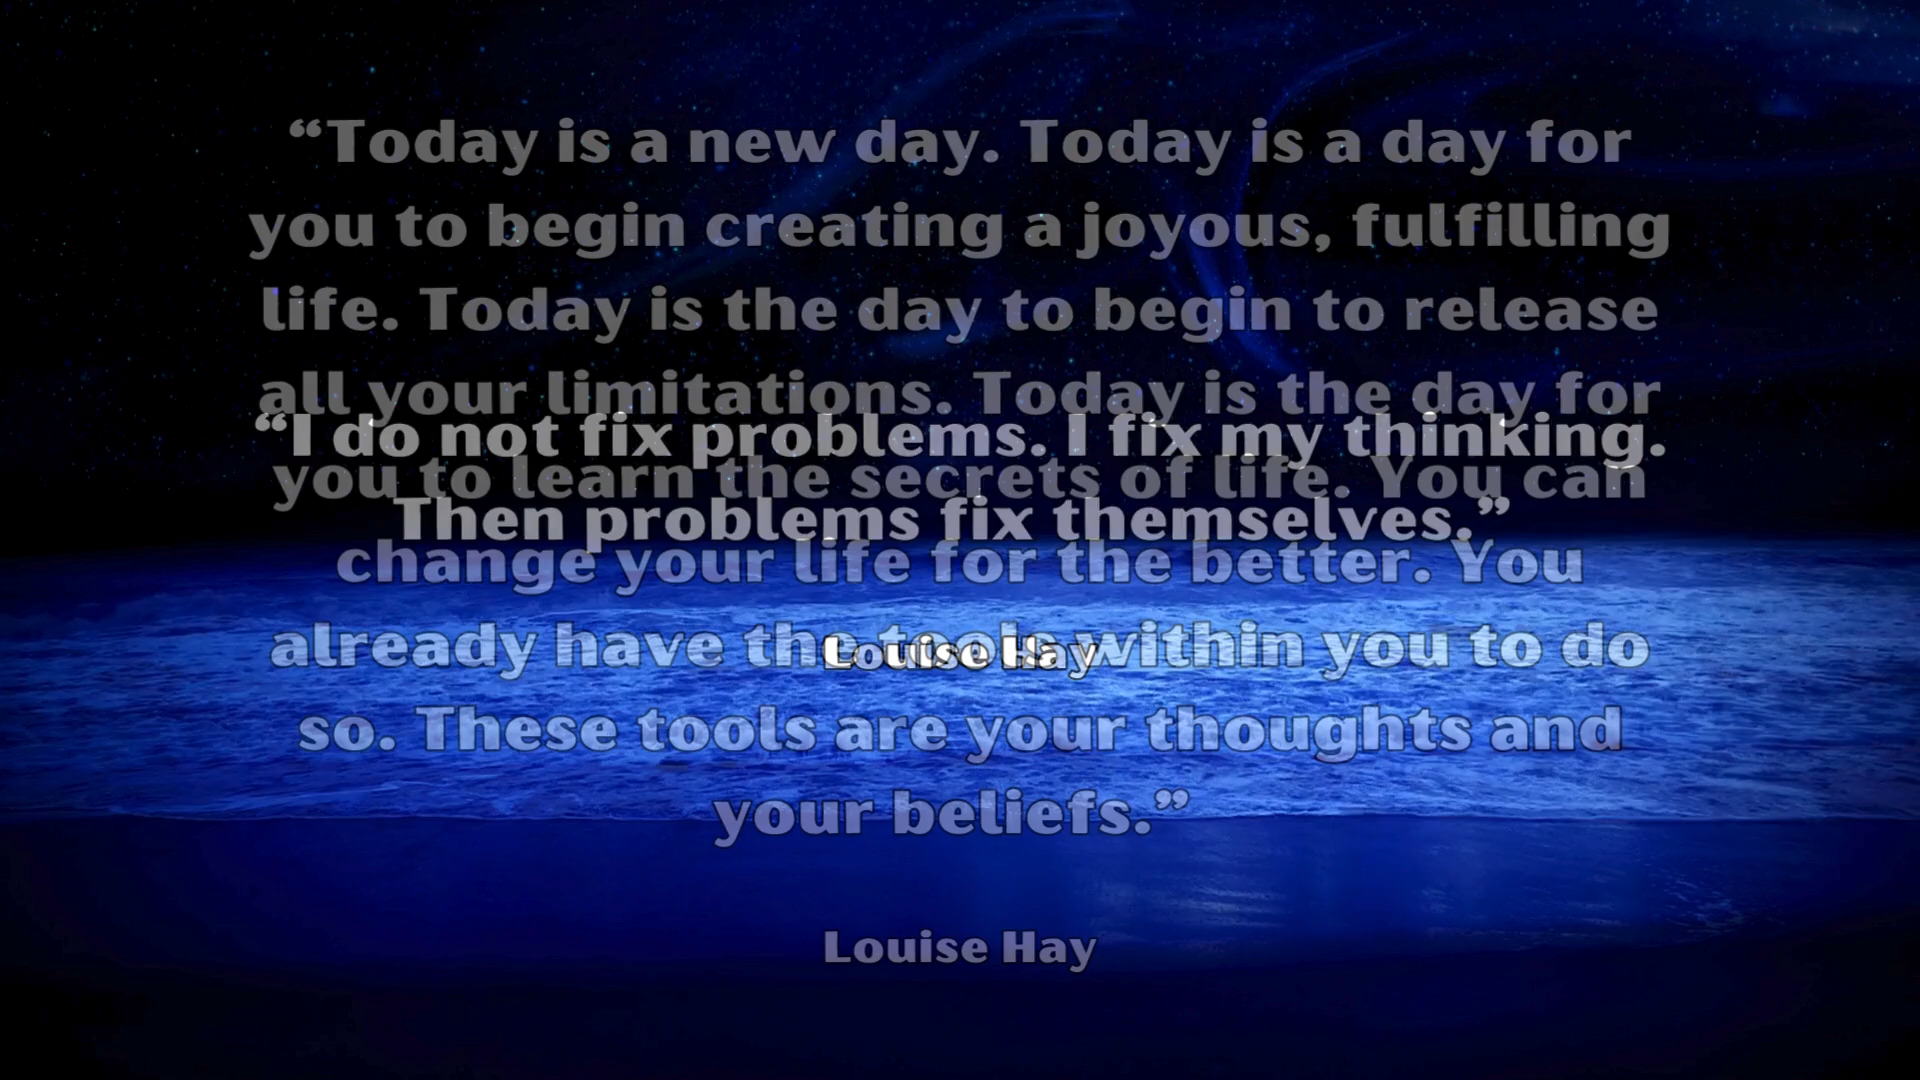 “Today is a new day. Today is a day for
you to begin creating a joyous, fulfilling
life. Today is the day to begin to release
all your limitations. Today is the day for
“I do not fix problems. I fix my thinking.
you to learn the secrets of life. You can
Then problems fix themselves.”
change your life for the better. You
already have the tools within you to do
Louise Hay
so. These tools are your thoughts and
your beliefs.”
Louise Hay